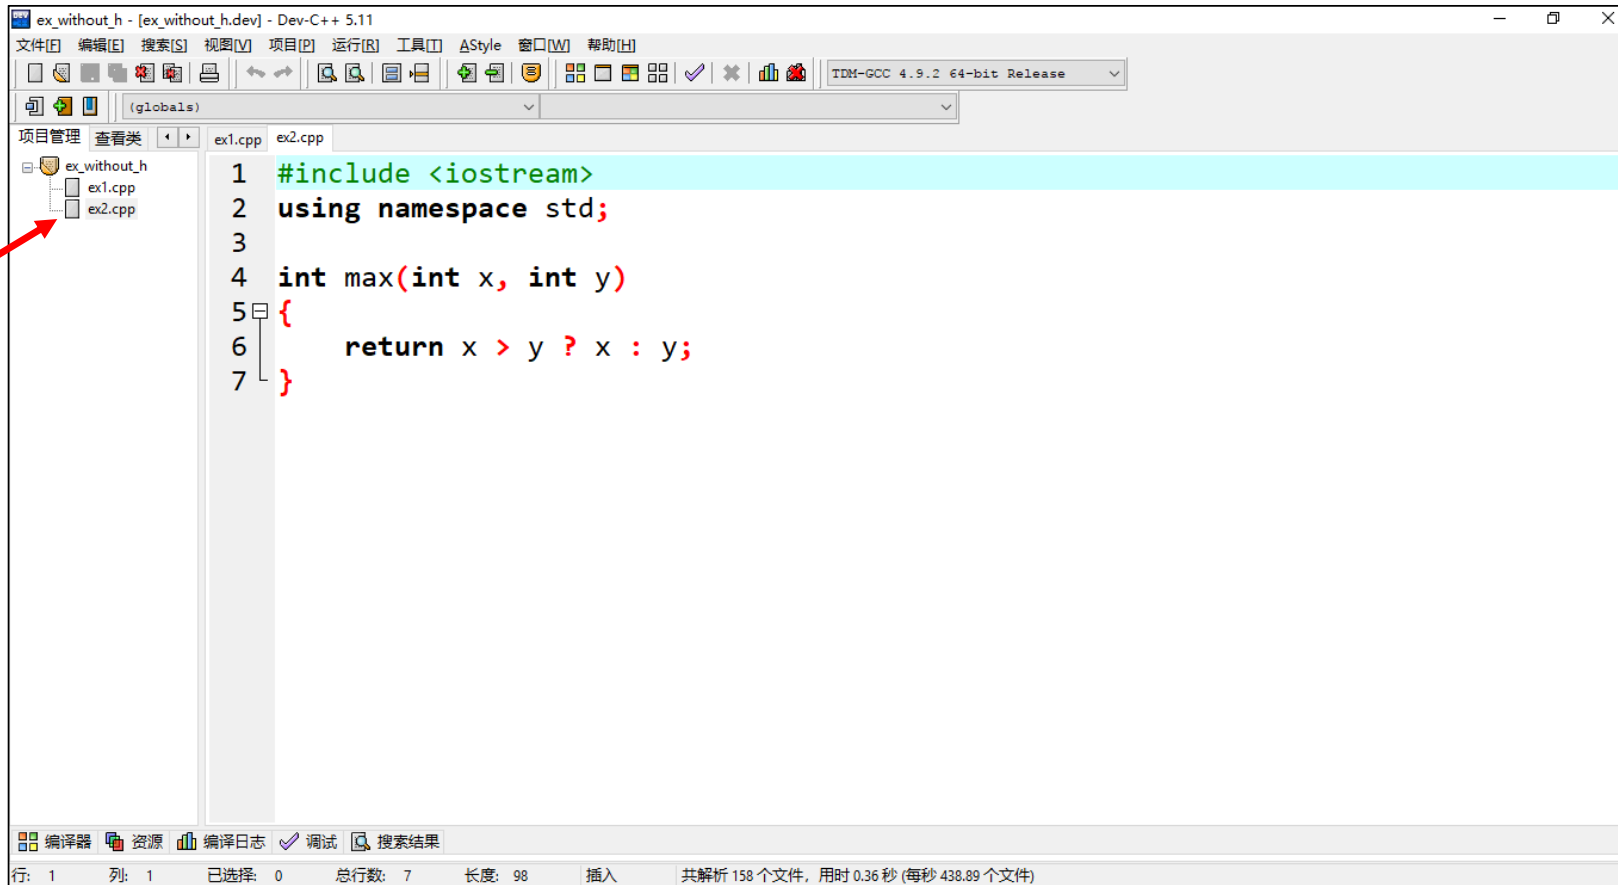 ex_without_h - [ex_without_h.dev] - Dev-C++ 5.11
文件[F] 编辑[E] 搜索[S] 视图[V] 项目[P] 运行[R] 工具[T] AStyle 窗口[W] 帮助[H]
TDM-GCC 4.9.2 64-bit Release
(globals)
项目管理 查看类 ex1.cpp ex2.cpp
ex_without_h
ex1.cpp
ex2.cpp
1 #include <iostream>
2 using namespace std;
3
4 int max(int x, int y)
5 {
6 return x > y ? x : y;
7 }
编译器 资源 编译日志 调试 搜索结果
行: 1 列: 1 已选择: 0 总行数: 7 长度: 98 插入 共解析 158 个文件, 用时 0.36 秒 (每秒 438.89 个文件)